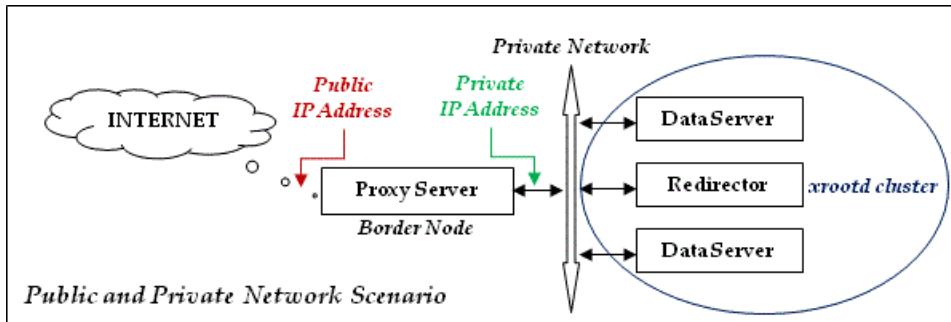 Private Network
Public
IP Address
Private
IP Address
INTERNET
DataServer
Proxy Server
Redirector
xrootd cluster
Border Node
DataServer
Public and Private Network Scenario